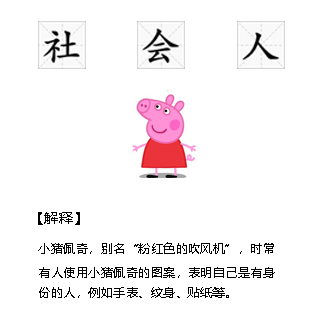 社会人
【解释】
小猪佩奇，别名“粉红色的吹风机”，时常
有人使用小猪佩奇的图案，表明自己是有身
份的人，例如手表、纹身、贴纸等。